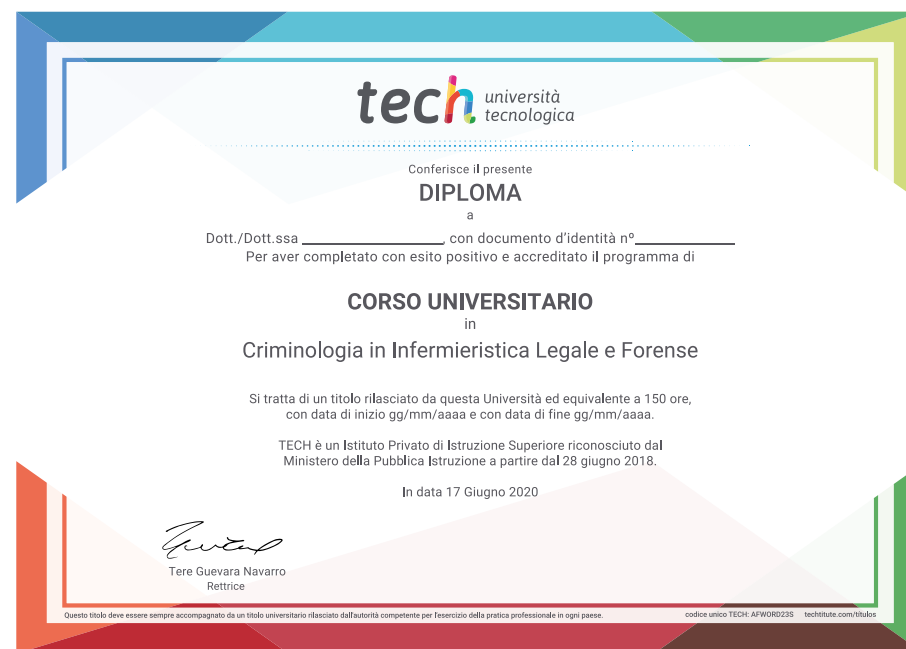 tech università
tecnologica
Conferisce il presente
DIPLOMA
a
Dott./Dott.ssa ____________________, con documento d'identità nº______________
Per aver completato con esito positivo e accreditato il programma di
CORSO UNIVERSITARIO
in
Criminologia in Infermieristica Legale e Forense
Si tratta di un titolo rilasciato da questa Università ed equivalente a 150 ore,
con data di inizio gg/mm/aaaa e con data di fine gg/mm/aaaa.
TECH è un Istituto Privato di Istruzione Superiore riconosciuto dal
Ministero della Pubblica Istruzione a partire dal 28 giugno 2018.
In data 17 Giugno 2020
Tere Guevara Navarro
Rettrice
Questo titolo deve essere sempre accompagnato da un titolo universitario rilasciato dall'autorità competente per l'esercizio della pratica professionale in ogni paese. codice unico TECH: AFWORD23S techtitute.com/titulos